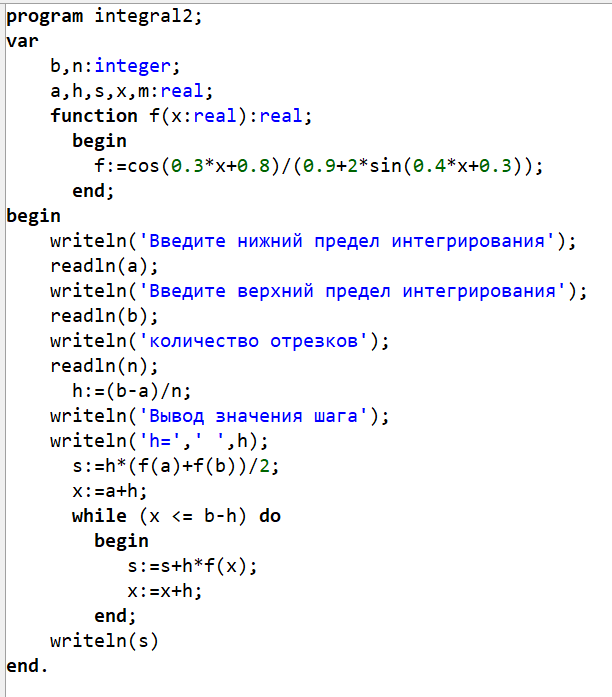 program integral2;
var
    b,n:integer;
    a,h,s,x,m:real;
    function f(x:real):real;
      begin
        f:=cos(0.3*x+0.8)/(0.9+2*sin(0.4*x+0.3));
      end;
begin
    writeln('Введите нижний предел интегрирования');
    readln(a);
    writeln('Введите верхний предел интегрирования');
    readln(b);
    writeln('количество отрезков');
    readln(n);
      h:=(b-a)/n;
    writeln('Вывод значения шага');
    writeln('h=',' ',h);
      s:=h*(f(a)+f(b))/2;
      x:=a+h;
      while (x <= b-h) do
        begin
           s:=s+h*f(x);
           x:=x+h;
        end;
    writeln(s)
end.